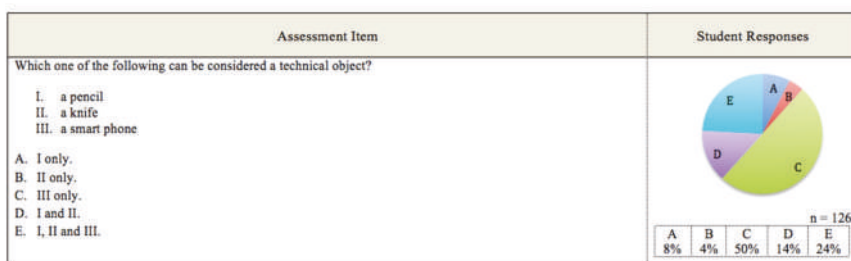 Assessment Item
Student Responses
Which one of the following can be considered a technical object?
I. a pencil
II. a knife
III. a smart phone
A. I only.
B. II only.
C. III only.
D. I and II.
E. I, II and III.
A
B
E
D
C
n = 126
A B C D E
8% 4% 50% 14% 24%